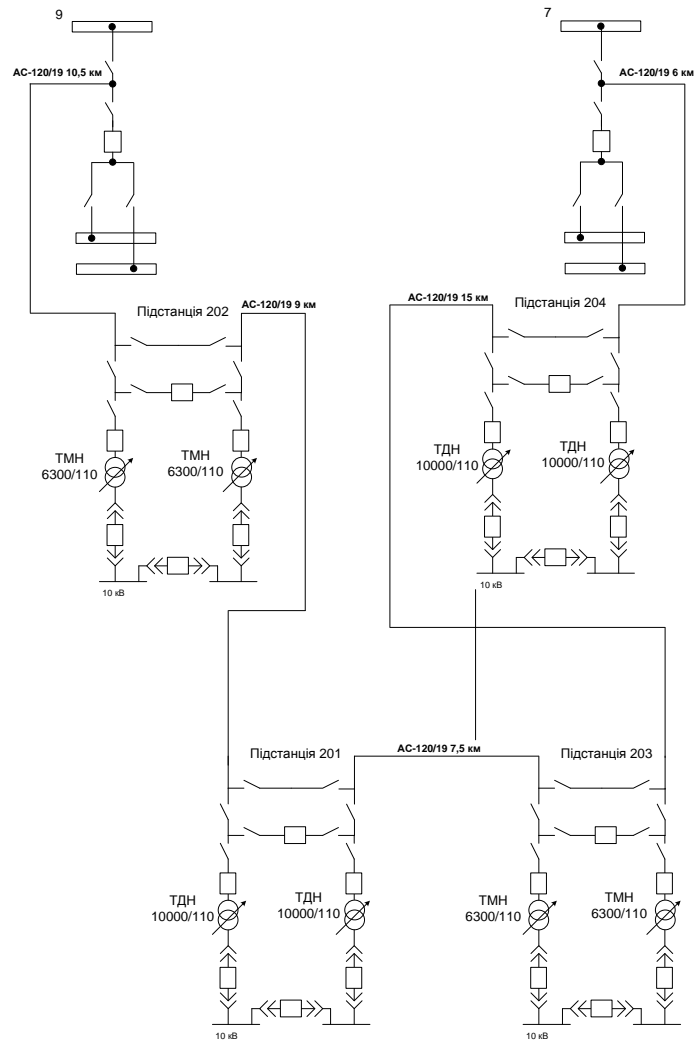 9
7
АС-120/19 10,5 км
АС-120/19 6 км
Підстанція 202
АС-120/19 9 км
АС-120/19 15 км
Підстанція 204
ТМН
6300/110
ТМН
6300/110
ТДН
10000/110
ТДН
10000/110
10 кВ
10 кВ
Підстанція 201
АС-120/19 7,5 км
Підстанція 203
ТДН
10000/110
ТДН
10000/110
ТМН
6300/110
ТМН
6300/110
10 кВ
10 кВ